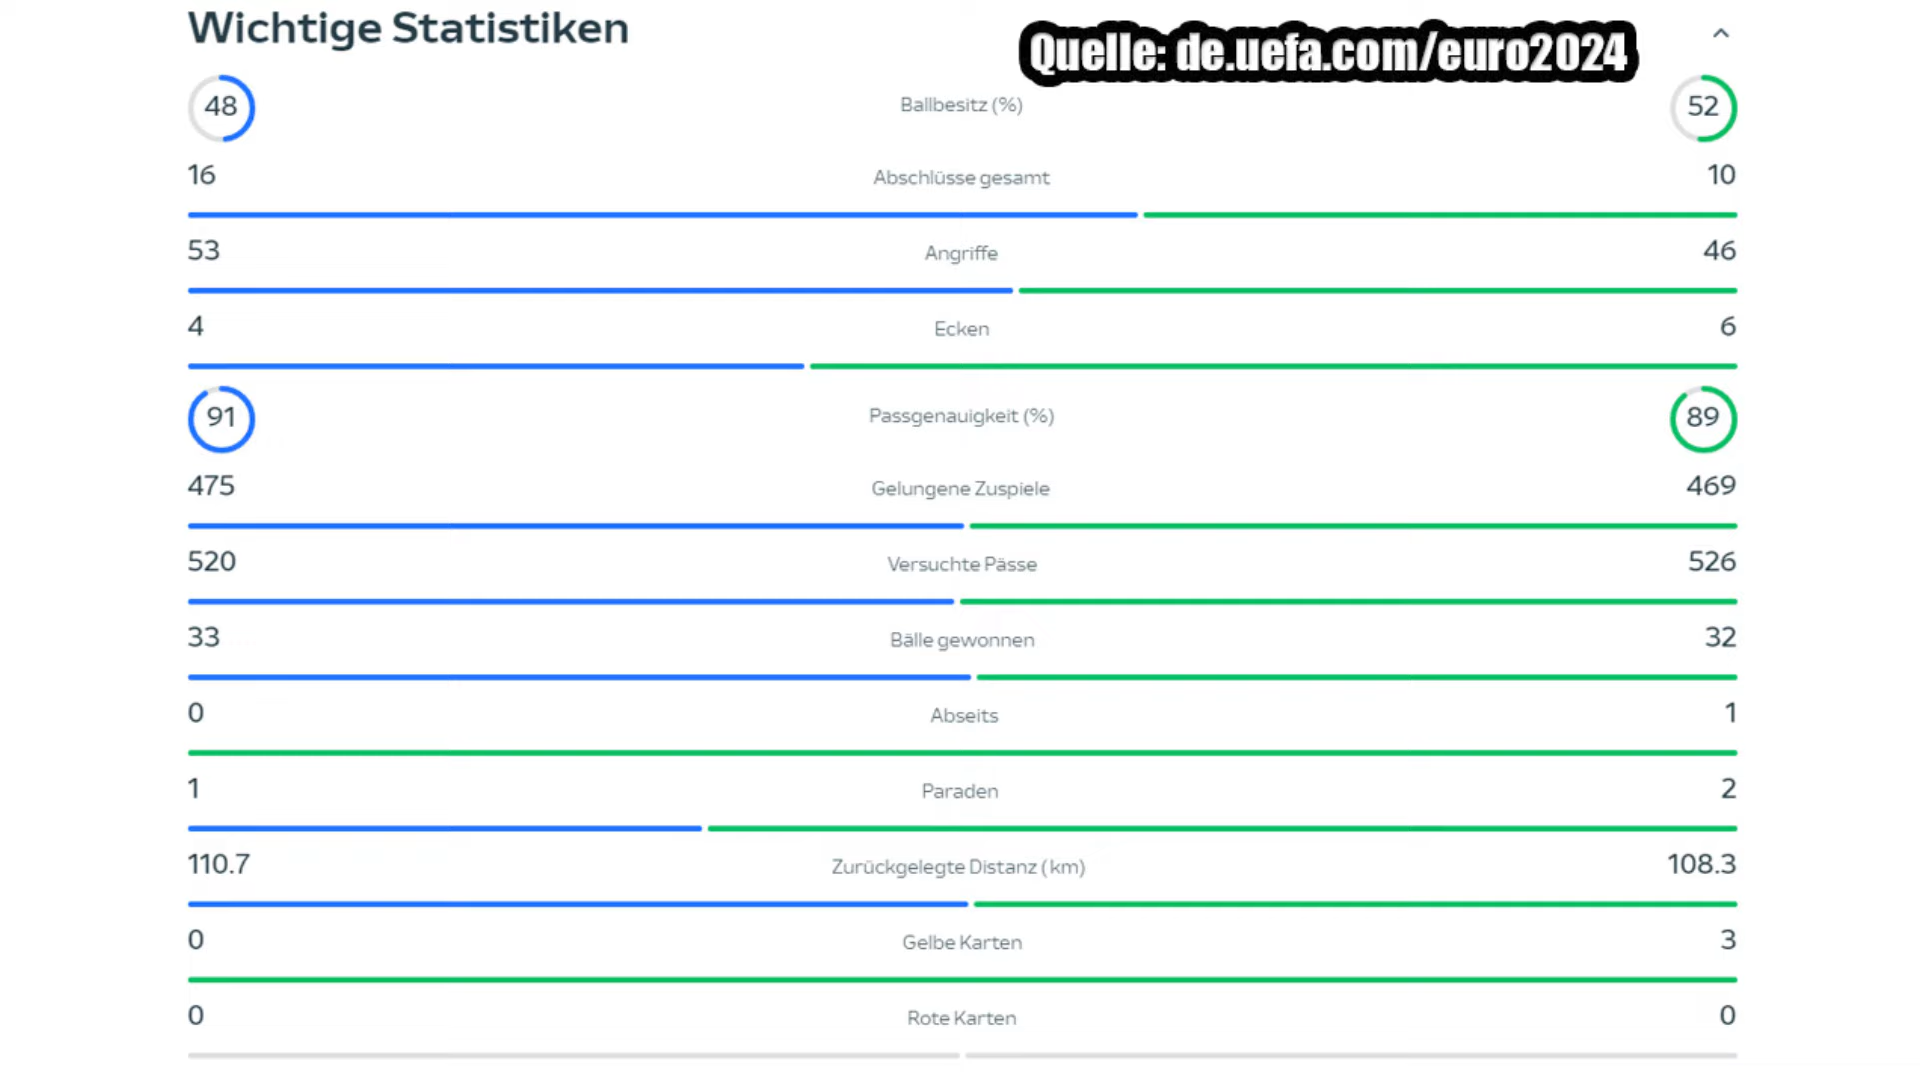 Wichtige Statistiken
Quelle: de.uefa.com/euro2024
48 Ballbesitz (%) 52
16 Abschlüsse gesamt 10
53 Angriffe 46
4 Ecken 6
91 Passgenauigkeit (%) 89
475 Gelungene Zuspiele 469
520 Versuchte Pässe 526
33 Bälle gewonnen 32
0 Abseits 1
1 Paraden 2
110.7 Zurückgelegte Distanz (km) 108.3
0 Gelbe Karten 3
0 Rote Karten 0